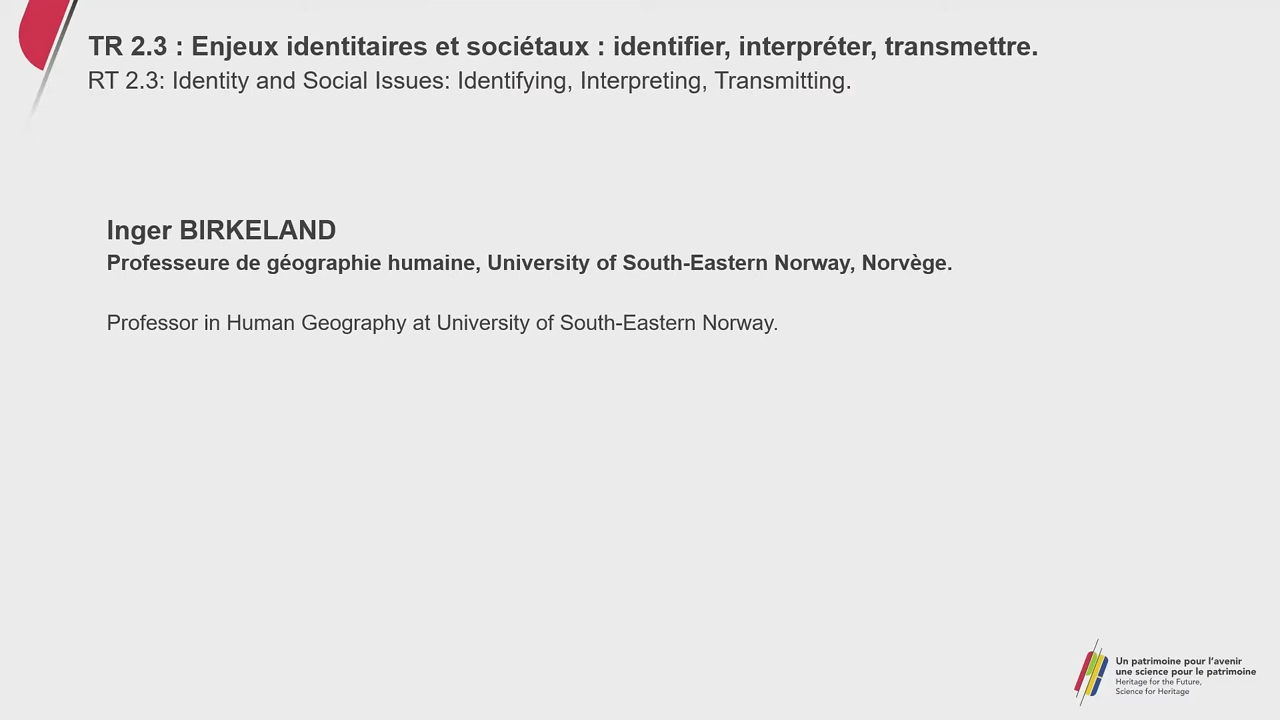 TR 2.3 : Enjeux identitaires et sociétaux : identifier, interpréter, transmettre.
RT 2.3: Identity and Social Issues: Identifying, Interpreting, Transmitting.
Inger BIRKELAND
Professeure de géographie humaine, University of South-Eastern Norway, Norvège.
Professor in Human Geography at University of South-Eastern Norway.
Un patrimoine pour l'avenir
une science pour le patrimoine
Heritage for the Future,
Science for Heritage